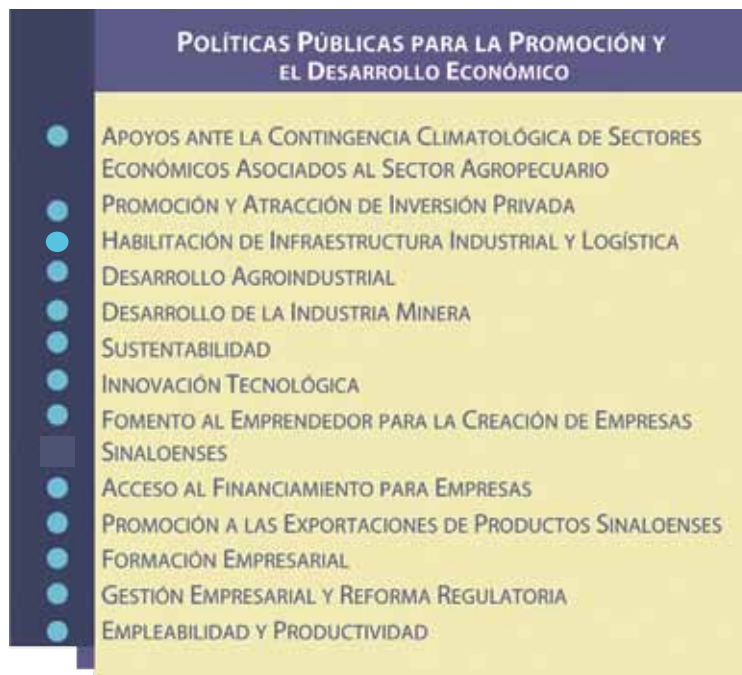 POLÍTICAS PÚBLICAS PARA LA PROMOCIÓN Y
EL DESARROLLO ECONÓMICO
APOYOS ANTE LA CONTINGENCIA CLIMATOLÓGICA DE SECTORES
ECONÓMICOS ASOCIADOS AL SECTOR AGROPECUARIO
PROMOCIÓN Y ATRACCIÓN DE INVERSIÓN PRIVADA
HABILITACIÓN DE INFRAESTRUCTURA INDUSTRIAL Y LOGÍSTICA
DESARROLLO AGROINDUSTRIAL
DESARROLLO DE LA INDUSTRIA MINERA
SUSTENTABILIDAD
INNOVACIÓN TECNOLÓGICA
FOMENTO AL EMPRENDEDOR PARA LA CREACIÓN DE EMPRESAS
SINALOENSES
ACCESO AL FINANCIAMIENTO PARA EMPRESAS
PROMOCIÓN A LAS EXPORTACIONES DE PRODUCTOS SINALOENSES
FORMACIÓN EMPRESARIAL
GESTIÓN EMPRESARIAL Y REFORMA REGULATORIA
EMPLEABILIDAD Y PRODUCTIVIDAD